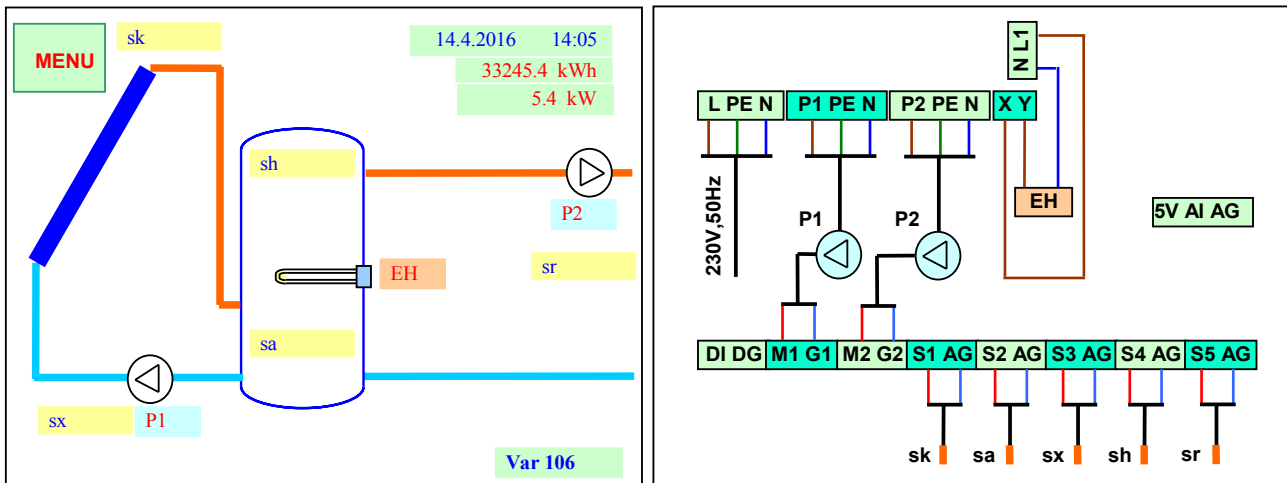 sk
MENU
14.4.2016 14:05
33245.4 kWh
5.4 kW
sh
P2
EH
sr
sa
sx
P1
Var 106
N L1
L PE N
P1 PE N
P2 PE N
X Y
EH
5V AI AG
230V,50Hz
P1
P2
DI DG
M1 G1
M2 G2
S1 AG
S2 AG
S3 AG
S4 AG
S5 AG
sk
sa
sx
sh
sr